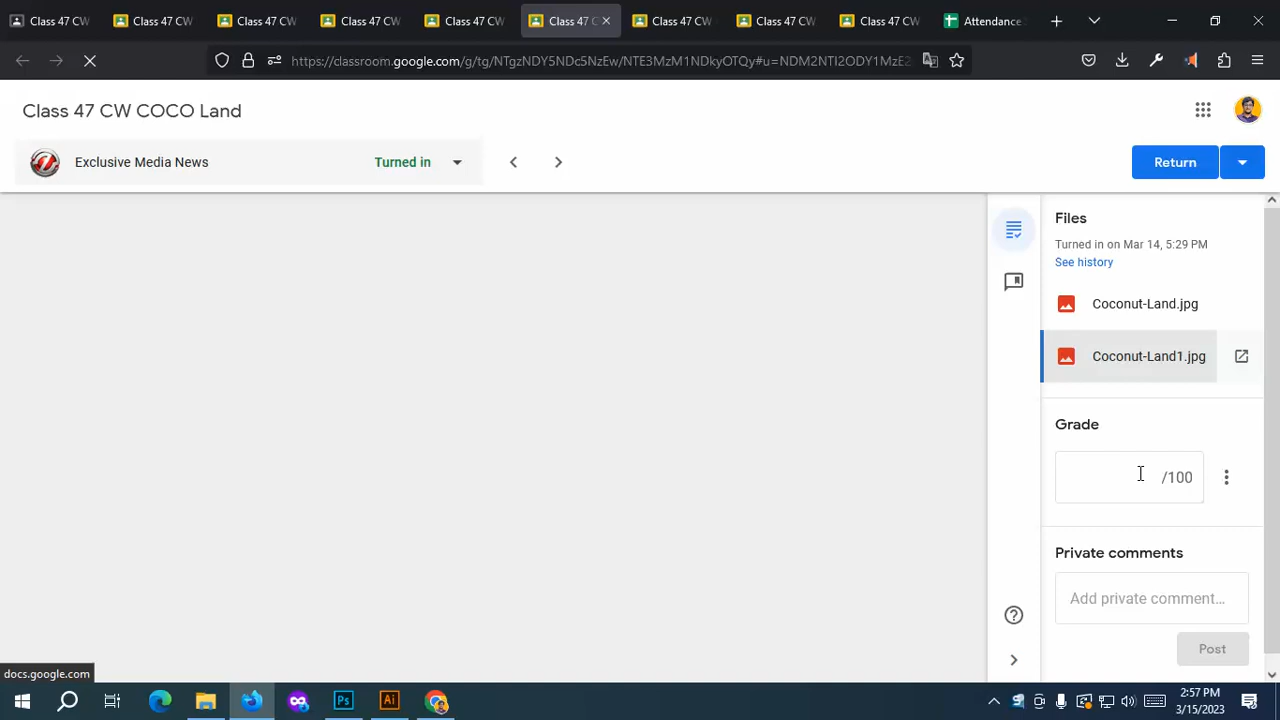 Class 47 CW
Class 47 CW
Class 47 CW
Class 47 CW
Class 47 CW
Class 47 C
Class 47 CW
Class 47 CW
Class 47 CW
Attendance
https://classroom.google.com/g/tg/NTgzNDY5NDc5NzEw/NTE3MzM1NDkyOTQy#u=NDM2NTI2ODY1MzE2
Class 47 CW COCO Land
Exclusive Media News
Turned in
Return
Files
Turned in on Mar 14, 5:29 PM
See history
Coconut-Land.jpg
Coconut-Land1.jpg
Grade
/100
Private comments
Add private comment...
Post
docs.google.com
Ps
Ai
2:57 PM
3/15/2023